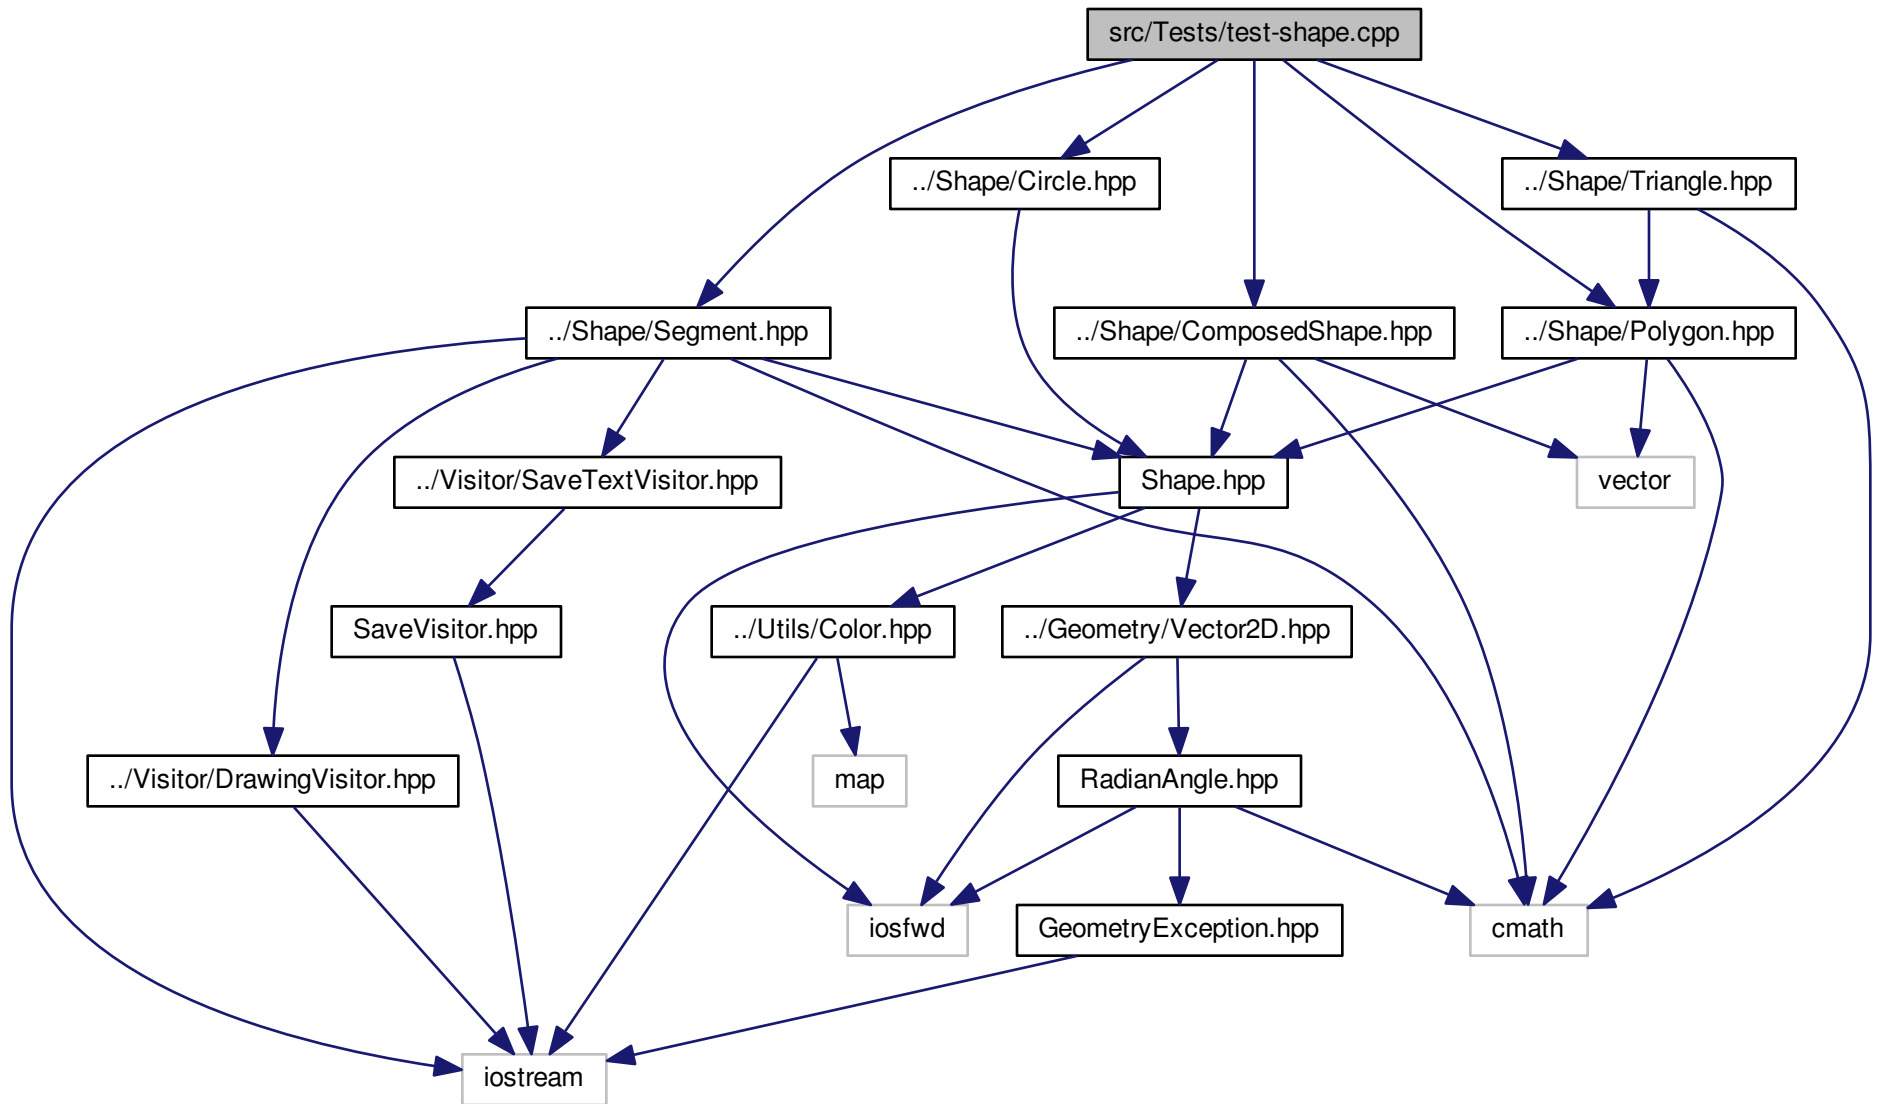 src/Tests/test-shape.cpp
../Shape/Circle.hpp
../Shape/Triangle.hpp
../Shape/Segment.hpp
../Shape/ComposedShape.hpp
../Shape/Polygon.hpp
../Visitor/SaveTextVisitor.hpp
Shape.hpp
vector
SaveVisitor.hpp
../Utils/Color.hpp
../Geometry/Vector2D.hpp
../Visitor/DrawingVisitor.hpp
map
RadianAngle.hpp
iosfwd
GeometryException.hpp
cmath
iostream